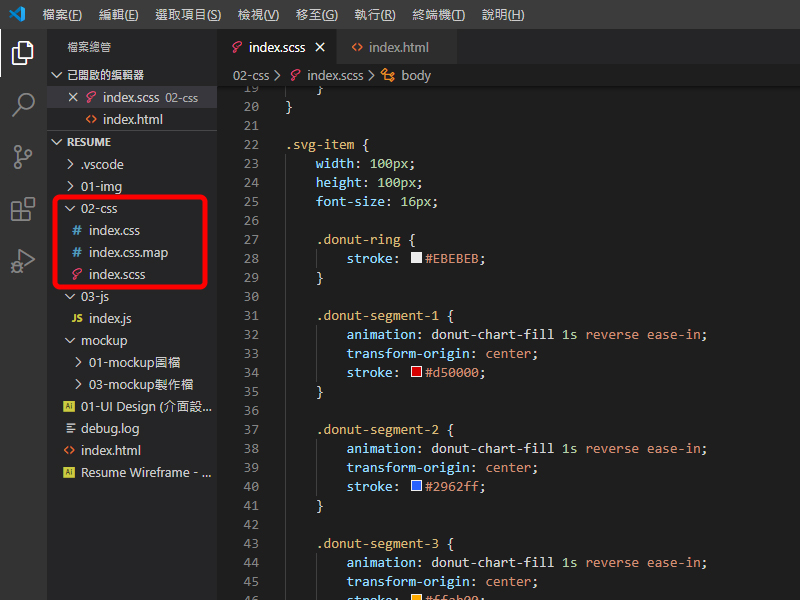 檔案(F) 編輯(E) 選取項目(S) 檢視(V) 移至(G) 執行(R) 終端機(T) 說明(H)
檔案總管
已開啟的編輯器
index.scss 02-css
index.html
RESUME
.vscode
01-img
02-css
# index.css
# index.css.map
index.scss
03-js
JS index.js
mockup
01-mockup圖檔
03-mockup製作檔
AI 01-UI Design (介面設...
debug.log
index.html
AI Resume Wireframe - ...
index.scss index.html
02-css > index.scss > body
19 }
20 }
21
22 .svg-item {
23 width: 100px;
24 height: 100px;
25 font-size: 16px;
26
27 .donut-ring {
28 stroke: #EBEBEB;
29 }
30
31 .donut-segment-1 {
32 animation: donut-chart-fill 1s reverse ease-in;
33 transform-origin: center;
34 stroke: #d50000;
35 }
36
37 .donut-segment-2 {
38 animation: donut-chart-fill 1s reverse ease-in;
39 transform-origin: center;
40 stroke: #2962ff;
41 }
42
43 .donut-segment-3 {
44 animation: donut-chart-fill 1s reverse ease-in;
45 transform-origin: center;
46 stroke: #ffab00;